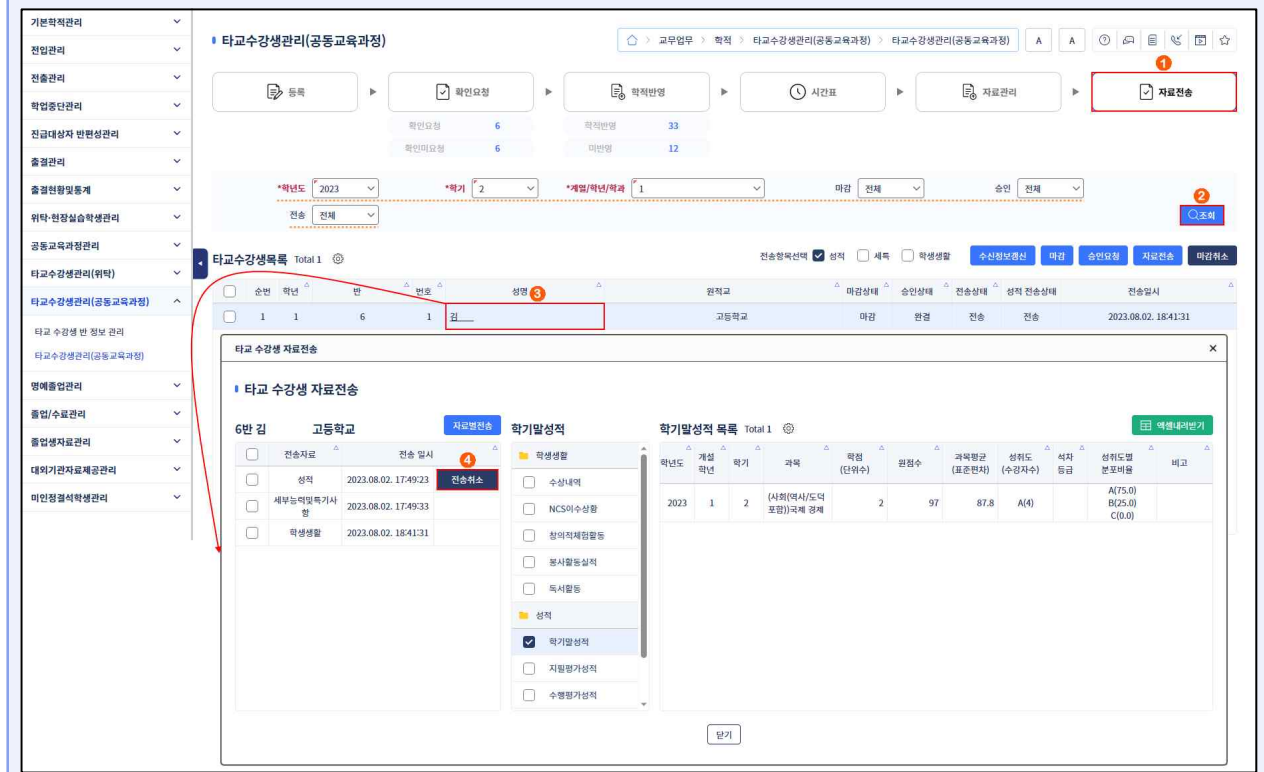 기본학적관리
전입관리
전출관리
학업중단관리
진급대상자 반편성관리
출결관리
출결현황및통계
위탁·현장실습학생관리
공동교육과정관리
타교수강생관리(위탁)
타교수강생관리(공동교육과정)
타교 수강생 반 정보 관리
타교수강생관리(공동교육과정)
명예졸업관리
졸업/수료관리
졸업생자료관리
대외기관자료제공관리
미인정결석학생관리
타교수강생관리(공동교육과정)
교무업무 > 학적 > 타교수강생관리(공동교육과정) > 타교수강생관리(공동교육과정) A A
1
등록 확인요청 학적반영 시간표 자료관리 자료전송
확인요청 6 학적반영 33
확인미요청 6 미반영 12
*학년도 2023 *학기 2 *계열/학년/학과 1 마감 전체 승인 전체
2
전송 전체 조회
타교수강생목록 Total 1 전송항목선택 성적 세특 학생생활 수신정보갱신 마감 승인요청 자료전송 마감취소
순번 학년 반 번호 성명 3 원적교 마감상태 승인상태 전송상태 성적 전송상태 전송일시
1 1 6 1 김 고등학교 마감 완결 전송 전송 2023.08.02. 18:41:31
타교 수강생 자료전송 ×
타교 수강생 자료전송
6반 김 고등학교 자료별전송 학기말성적 학기말성적 목록 Total 1 엑셀내려받기
전송자료 전송 일시 4
성적 2023.08.02. 17:49:23 전송취소
세부능력및특기사항 2023.08.02. 17:49:33
학생생활 2023.08.02. 18:41:31
학생생활
수상내역
NCS이수상황
창의적체험활동
봉사활동실적
독서활동
성적
학기말성적
지필평가성적
수행평가성적
학년도 개설학년 학기 과목 학점(단위수) 원점수 과목평균(표준편차) 성취도(수강자수) 석차등급 성취도별분포비율 비고
2023 1 2 (사회(역사/도덕포함))국제 경제 2 97 87.8 A(4) A(75.0)
B(25.0)
C(0.0)
닫기